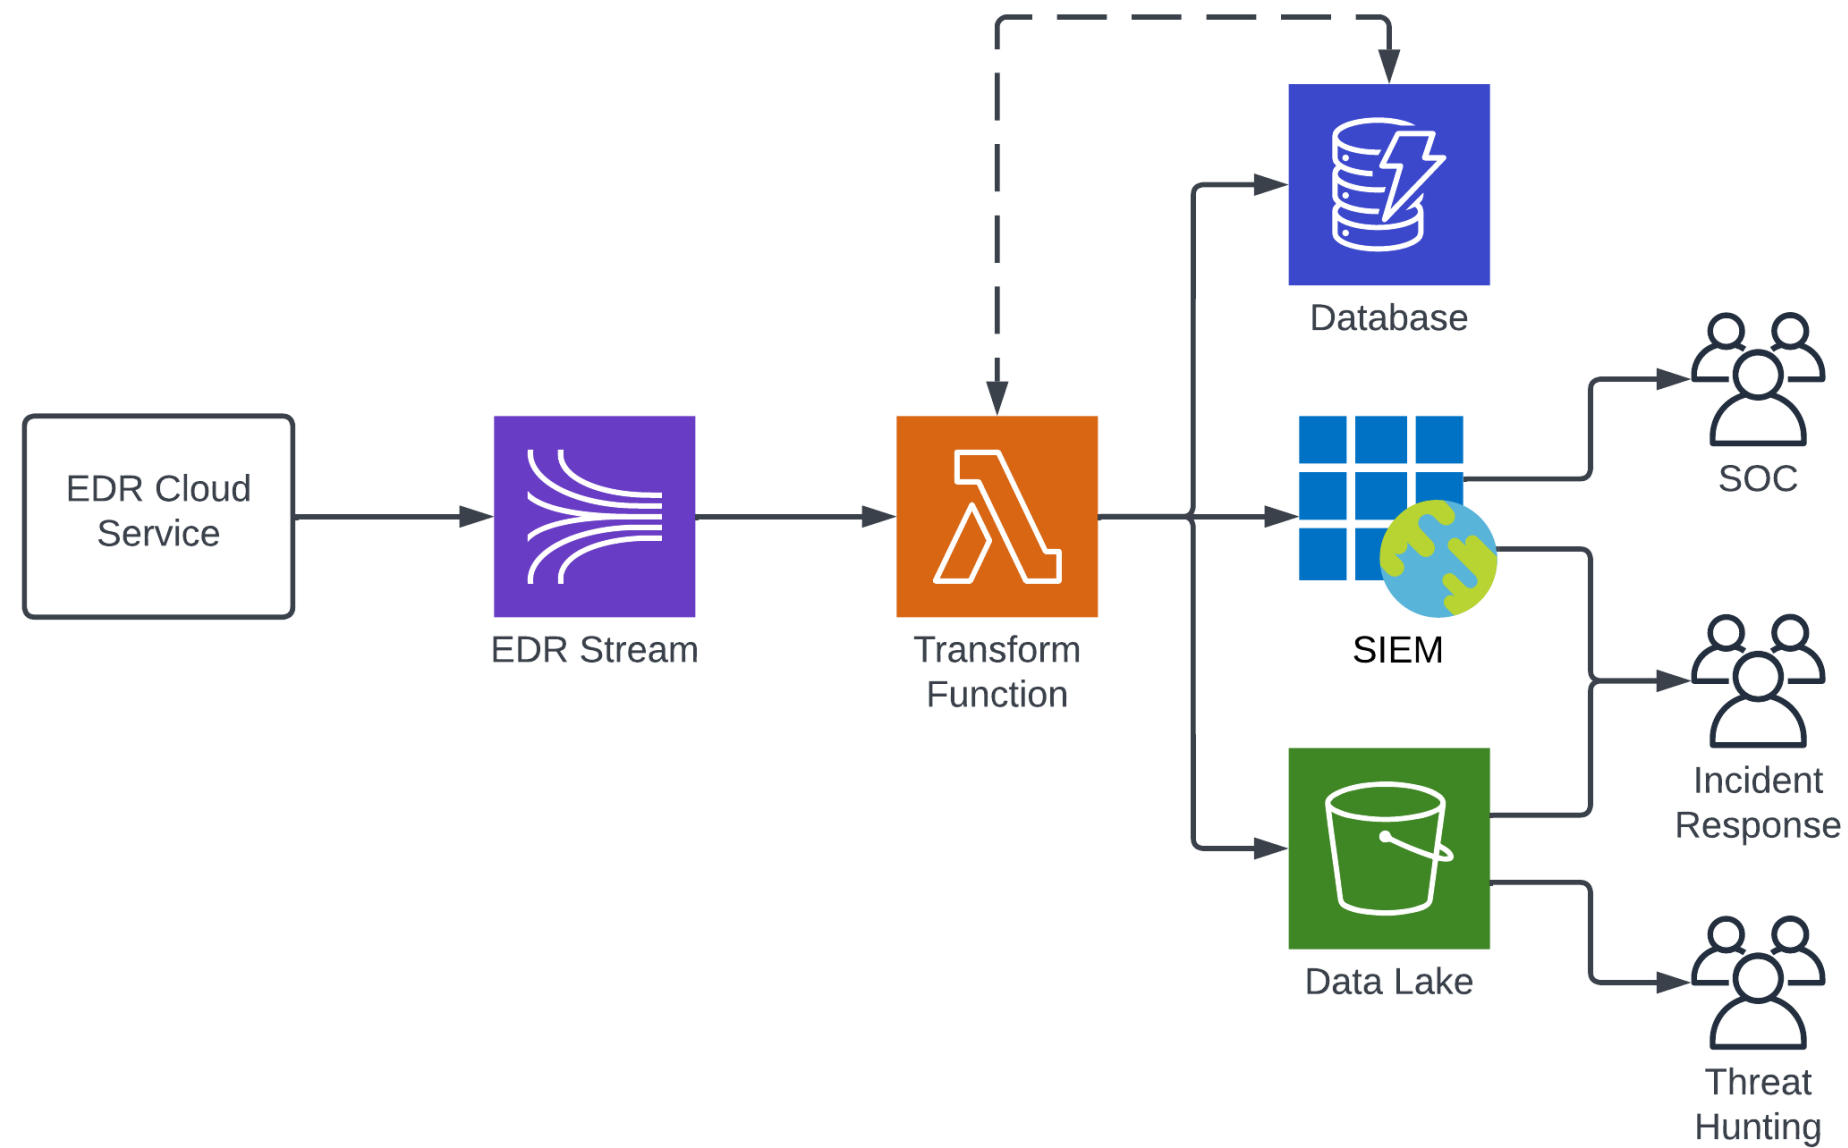 EDR Cloud
Service
EDR Stream
Transform
Function
Database
SIEM
Data Lake
SOC
Incident
Response
Threat
Hunting